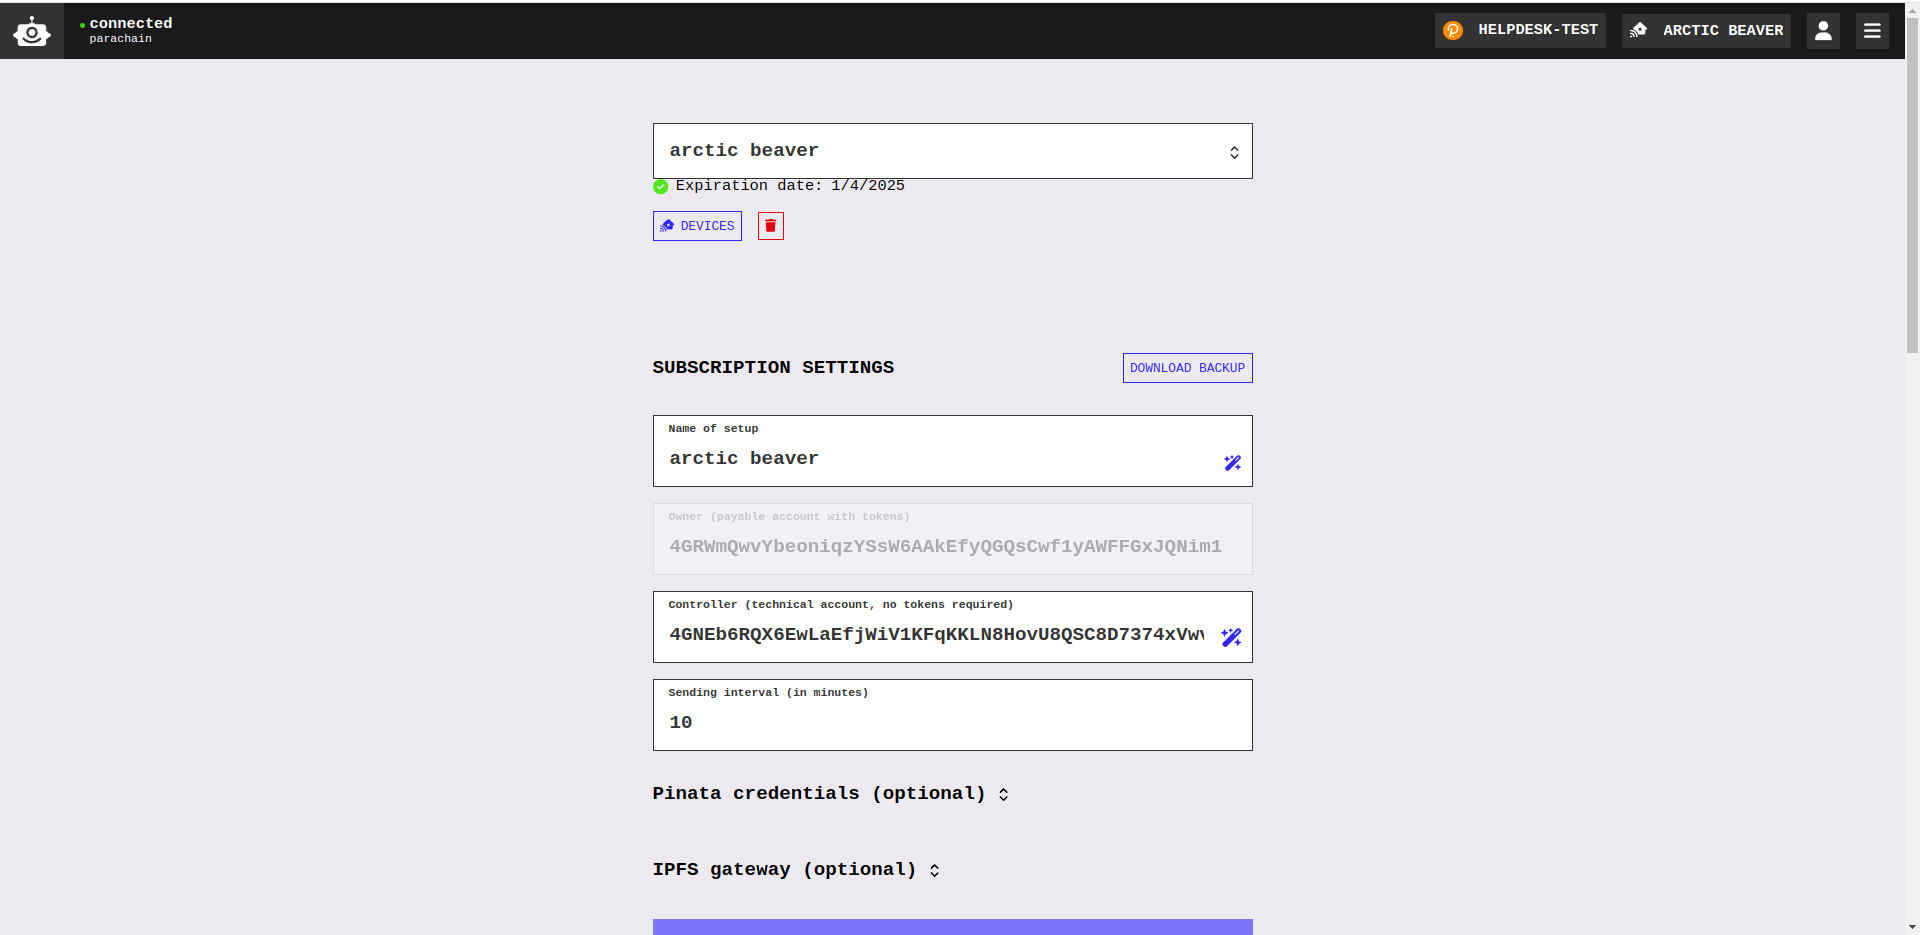 connected
parachain
HELPDESK-TEST
ARCTIC BEAVER
arctic beaver
Expiration date: 1/4/2025
DEVICES
SUBSCRIPTION SETTINGS
DOWNLOAD BACKUP
Name of setup
arctic beaver
Owner (payable account with tokens)
4GRWmQwvYbeoniqzYSsW6AAkEfyQGQsCwf1yAWFFGxJQNim1
Controller (technical account, no tokens required)
4GNEb6RQX6EwLaEfjWiV1KFqKKLN8HovU8QSC8D7374xVwv
Sending interval (in minutes)
10
Pinata credentials (optional)
IPFS gateway (optional)